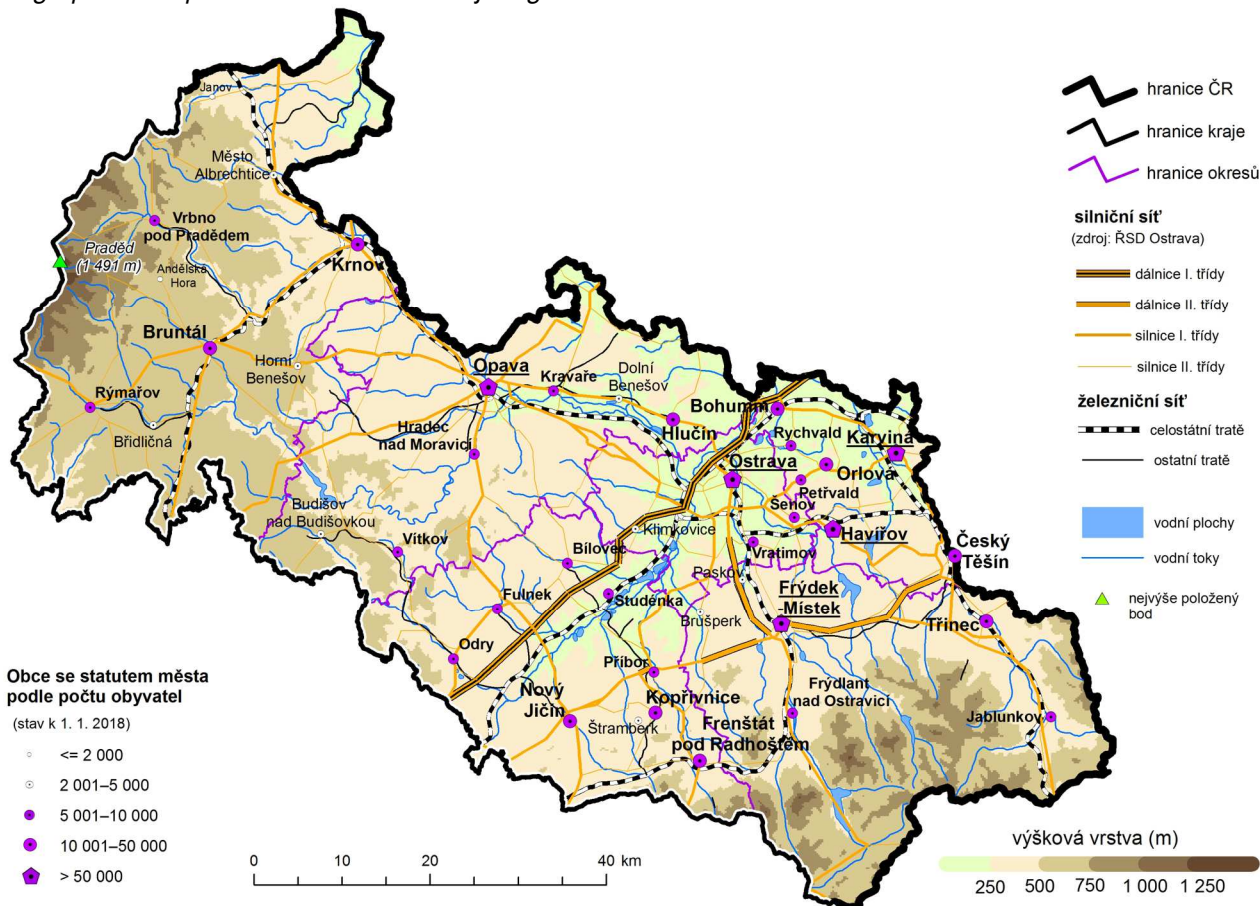 Janov
Město
Albrechtice
Vrbno
pod Pradědem
Praděd
(1 491 m)
Andělská
Hora
Krnov
Bruntál
Horní
Benešov
Rýmařov
Břidličná
Opava
Kravaře
Dolní
Benešov
Hlučín
Bohumín
Rychvald
Karviná
Hradec
nad Moravicí
Ostrava
Orlová
Petřvald
Šenov
Havířov
Budišov
nad Budišovkou
Vítkov
Klimkovice
Bílovec
Vratimov
Český
Těšín
Paskov
Fulnek
Studénka
Frýdek
-Místek
Brušperk
Třinec
Odry
Příbor
Nový
Jičín
Kopřivnice
Štramberk
Frýdlant
nad Ostravicí
Frenštát
pod Radhoštěm
Jablunkov
hranice ČR
hranice kraje
hranice okresů
silniční síť
(zdroj: ŘSD Ostrava)
dálnice I. třídy
dálnice II. třídy
silnice I. třídy
silnice II. třídy
železniční síť
celostátní tratě
ostatní tratě
vodní plochy
vodní toky
nejvýše položený
bod
Obce se statutem města
podle počtu obyvatel
(stav k 1. 1. 2018)
<= 2 000
2 001–5 000
5 001–10 000
10 001–50 000
> 50 000
0 10 20 40 km
výšková vrstva (m)
250 500 750 1 000 1 250